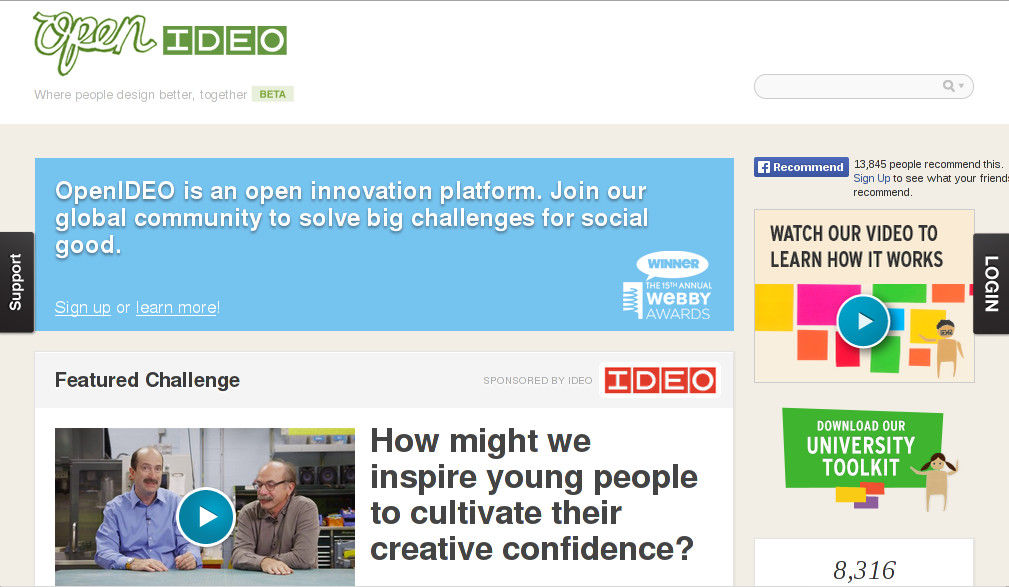 Open IDEO
Where people design better, together BETA
OpenIDEO is an open innovation platform. Join our
global community to solve big challenges for social
good.
Sign up or learn more!
WINNER
THE 15TH ANNUAL
WEBBY
AWARDS
Support
Featured Challenge
SPONSORED BY IDEO
IDEO
How might we
inspire young people
to cultivate their
creative confidence?
Recommend
13,845 people recommend this.
Sign Up to see what your friends
recommend.
WATCH OUR VIDEO TO
LEARN HOW IT WORKS
LOGIN
DOWNLOAD OUR
UNIVERSITY
TOOLKIT
8,316